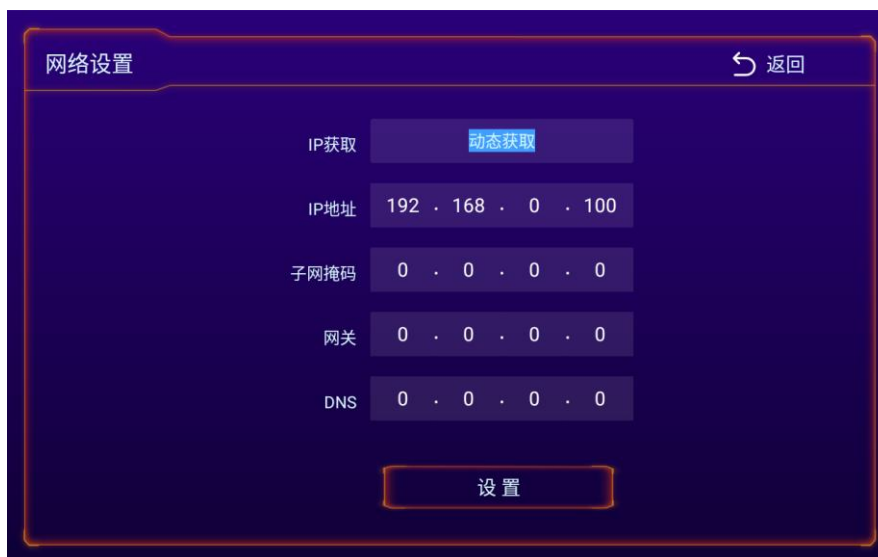 网络设置
返回
IP获取 动态获取
IP地址 192 . 168 . 0 . 100
子网掩码 0 . 0 . 0 . 0
网关 0 . 0 . 0 . 0
DNS 0 . 0 . 0 . 0
设 置